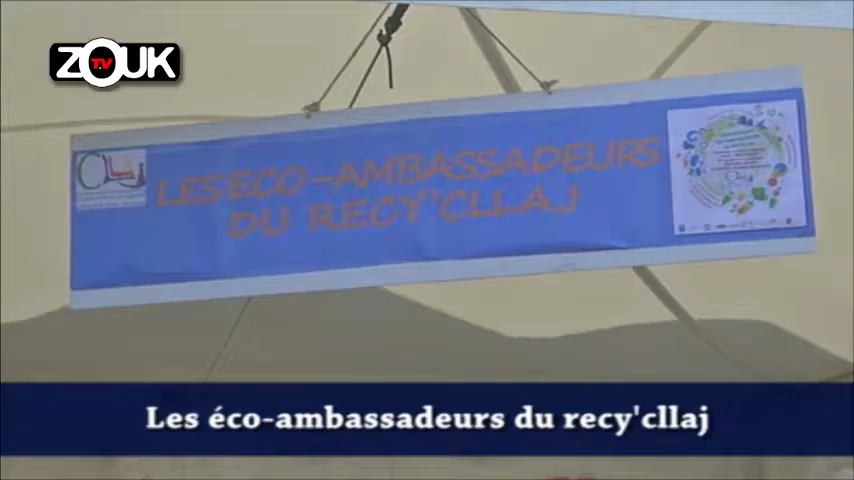 ZOUK
TV
LES ECO-AMBASSADEURS
DU RECY'CLLAJ
Les éco-ambassadeurs du recy'cllaj